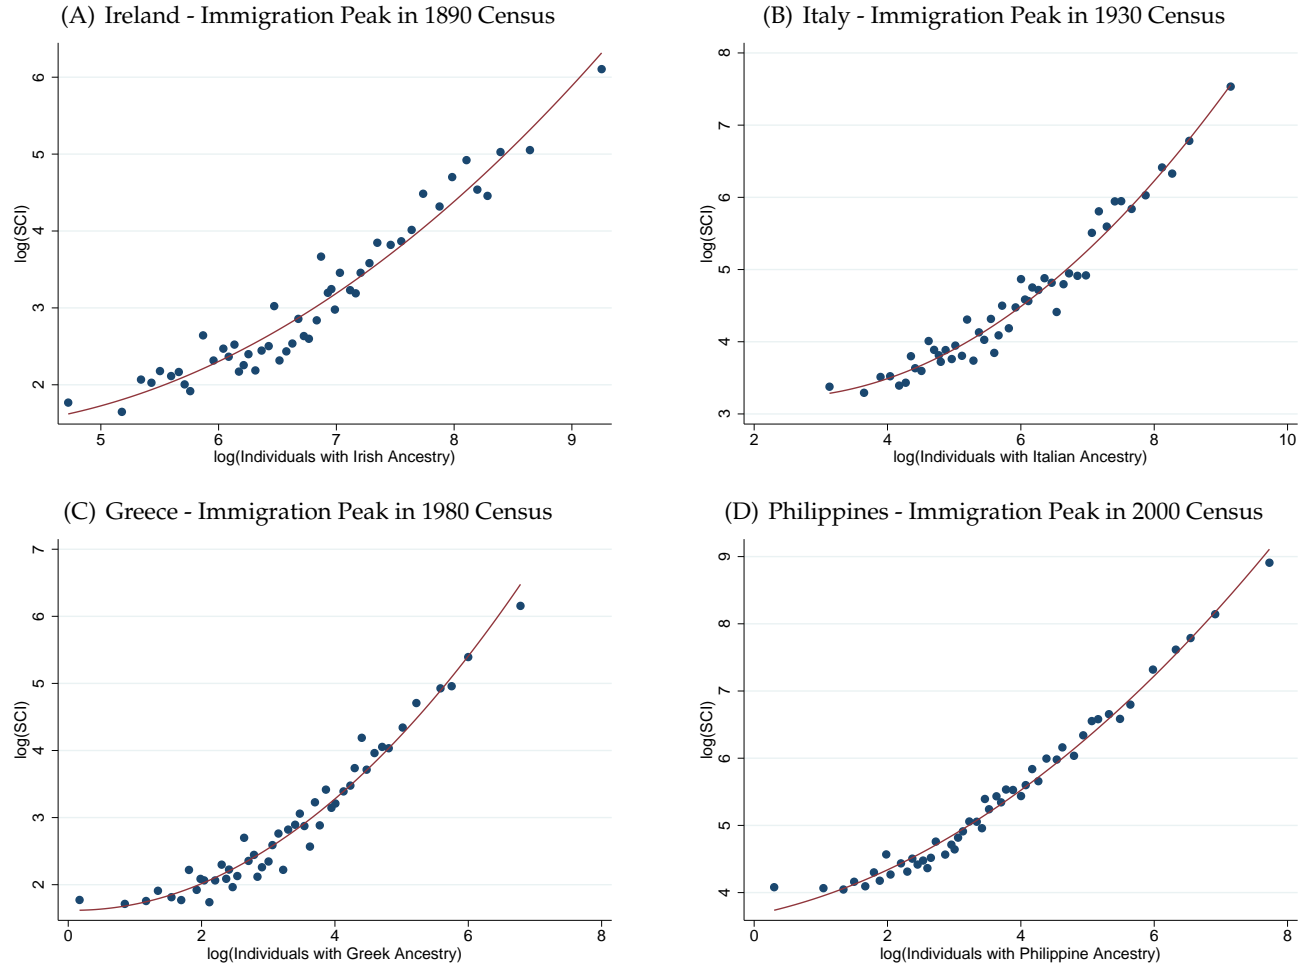 (A) Ireland - Immigration Peak in 1890 Census
log(SCI)
6
5
4
3
2
5 6 7 8 9
log(Individuals with Irish Ancestry)
(B) Italy - Immigration Peak in 1930 Census
log(SCI)
8
7
6
5
4
3
2 4 6 8 10
log(Individuals with Italian Ancestry)
(C) Greece - Immigration Peak in 1980 Census
log(SCI)
7
6
5
4
3
2
0 2 4 6 8
log(Individuals with Greek Ancestry)
(D) Philippines - Immigration Peak in 2000 Census
log(SCI)
9
8
7
6
5
4
0 2 4 6 8
log(Individuals with Philippine Ancestry)